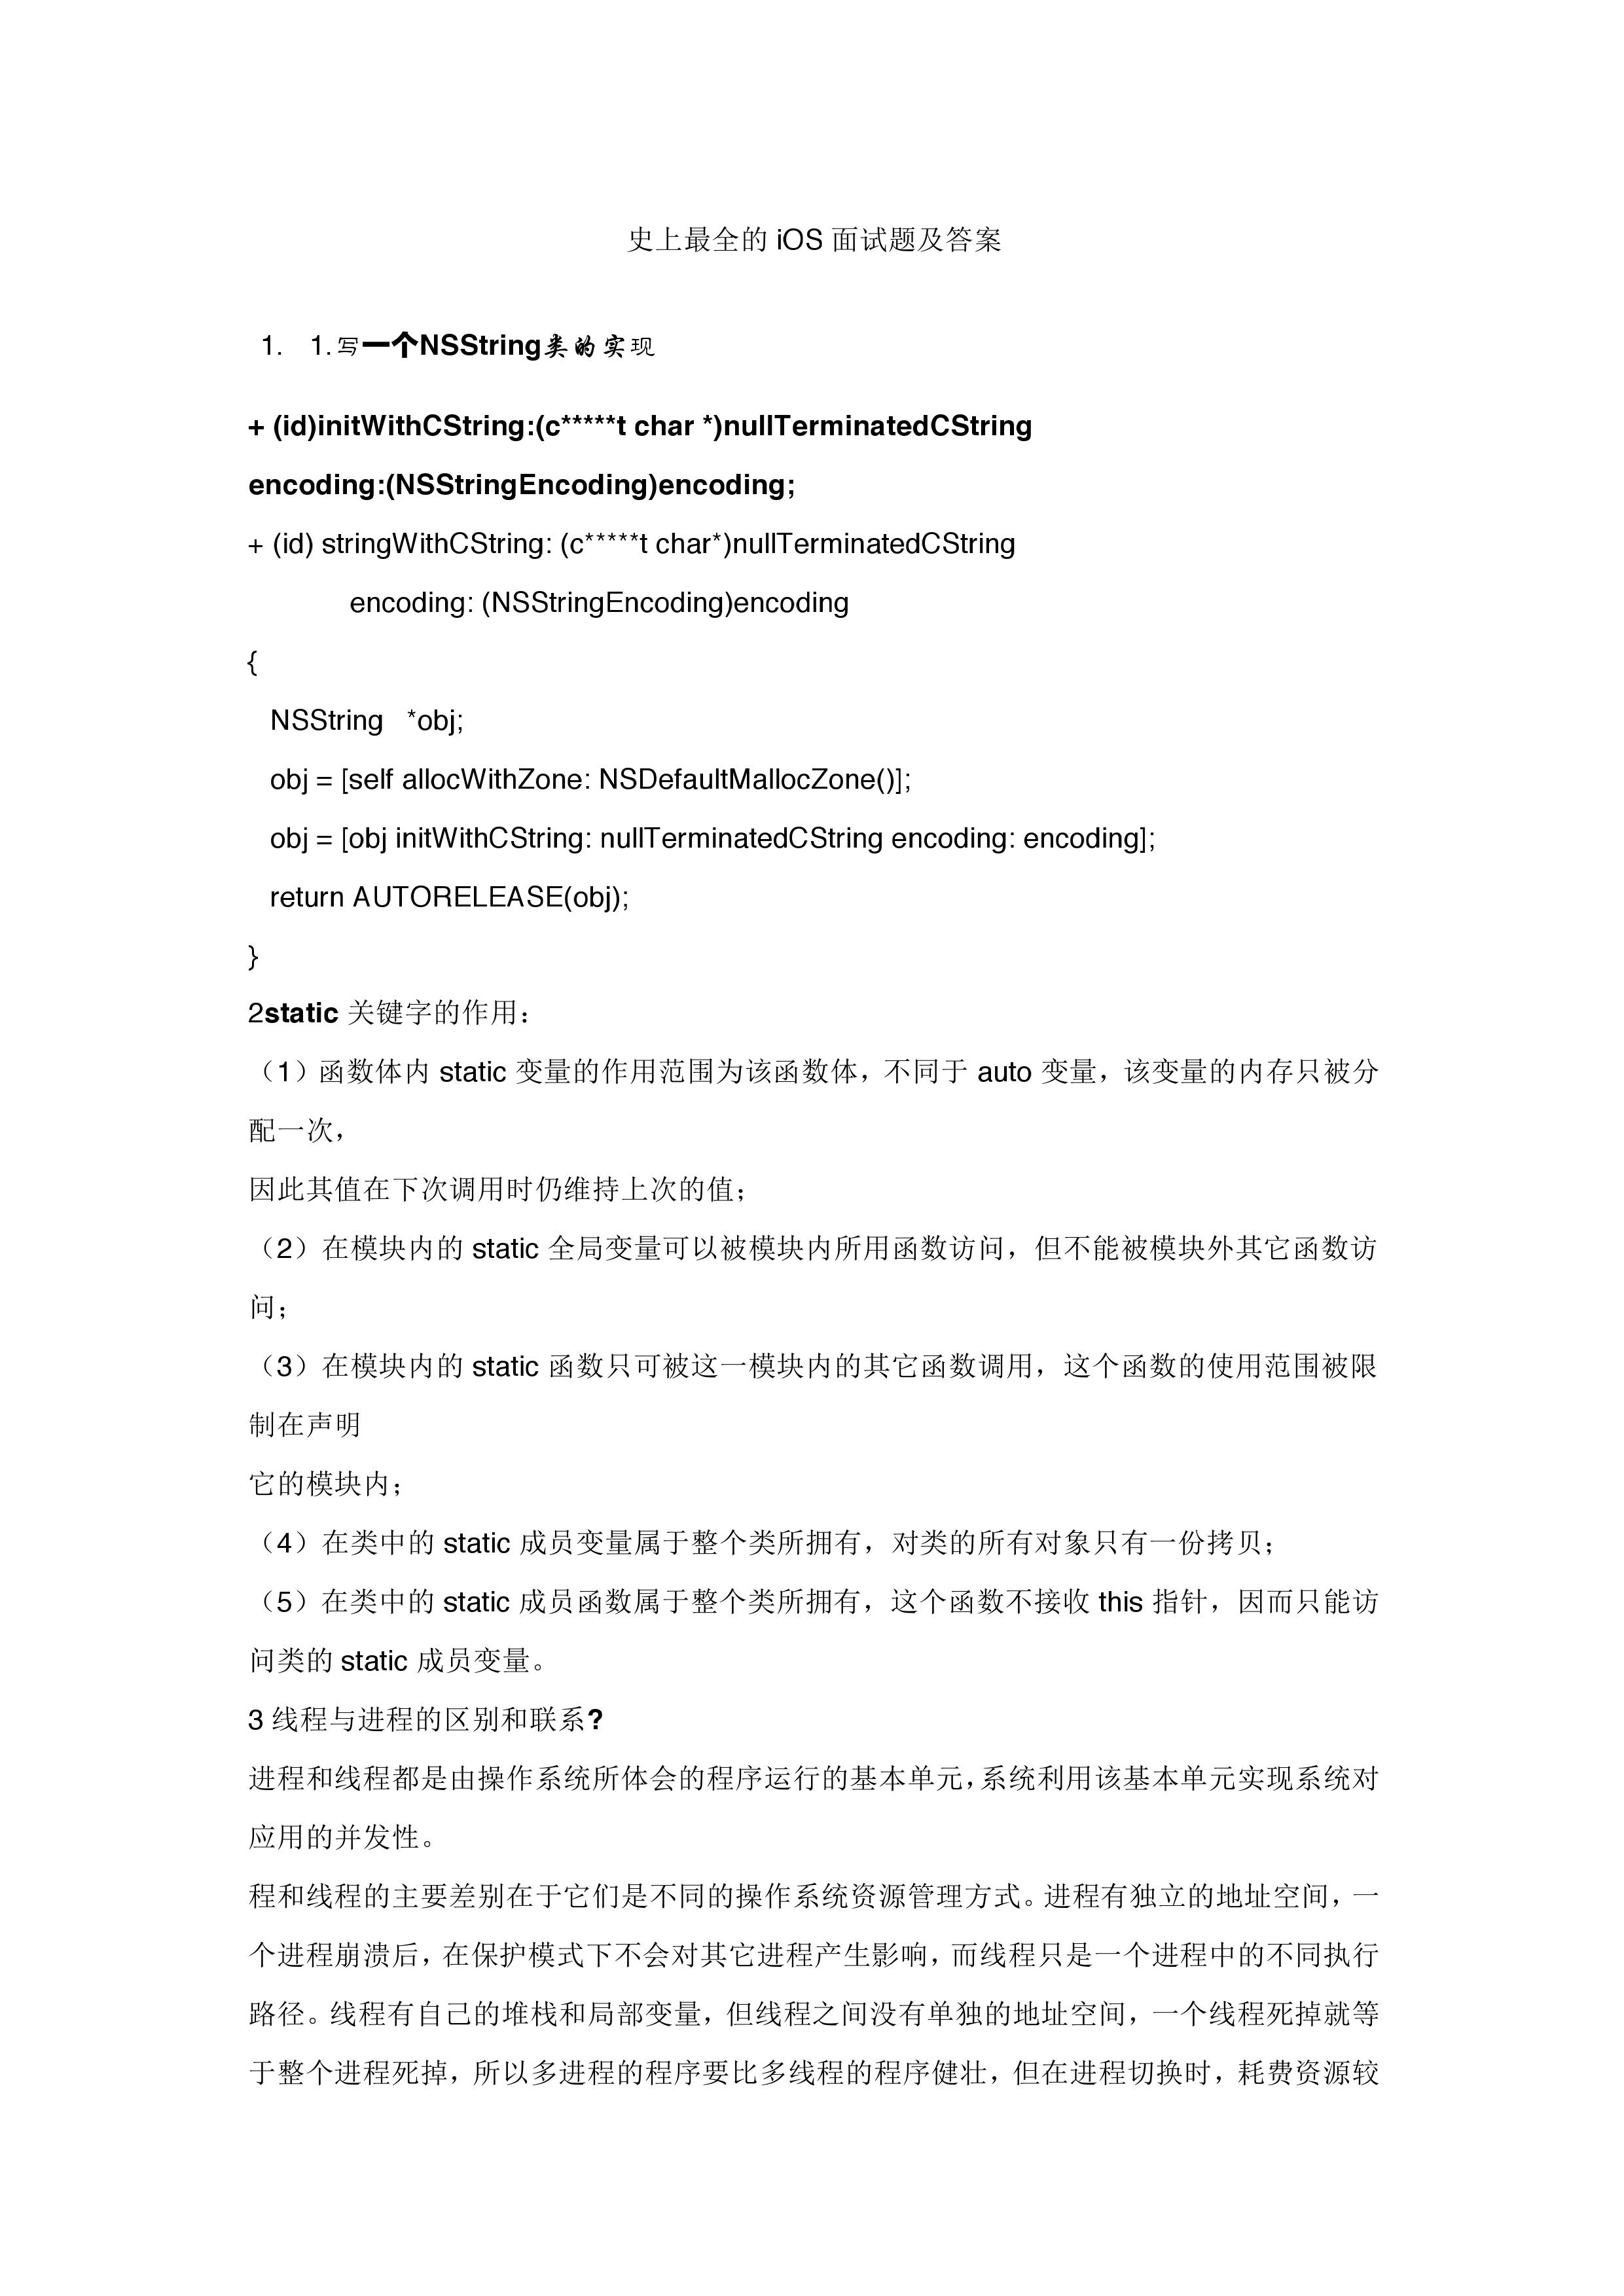 史上最全的 iOS 面试题及答案
1. 1.写一个NSString类的实现
+ (id)initWithCString:(c*****t char *)nullTerminatedCString
encoding:(NSStringEncoding)encoding;
+ (id) stringWithCString: (c*****t char*)nullTerminatedCString
encoding: (NSStringEncoding)encoding
{
NSString *obj;
obj = [self allocWithZone: NSDefaultMallocZone()];
obj = [obj initWithCString: nullTerminatedCString encoding: encoding];
return AUTORELEASE(obj);
}
2static 关键字的作用：
（1）函数体内 static 变量的作用范围为该函数体，不同于 auto 变量，该变量的内存只被分
配一次，
因此其值在下次调用时仍维持上次的值；
（2）在模块内的 static 全局变量可以被模块内所用函数访问，但不能被模块外其它函数访
问；
（3）在模块内的 static 函数只可被这一模块内的其它函数调用，这个函数的使用范围被限
制在声明
它的模块内；
（4）在类中的 static 成员变量属于整个类所拥有，对类的所有对象只有一份拷贝；
（5）在类中的 static 成员函数属于整个类所拥有，这个函数不接收 this 指针，因而只能访
问类的 static 成员变量。
3 线程与进程的区别和联系?
进程和线程都是由操作系统所体会的程序运行的基本单元，系统利用该基本单元实现系统对
应用的并发性。
程和线程的主要差别在于它们是不同的操作系统资源管理方式。进程有独立的地址空间，一
个进程崩溃后，在保护模式下不会对其它进程产生影响，而线程只是一个进程中的不同执行
路径。线程有自己的堆栈和局部变量，但线程之间没有单独的地址空间，一个线程死掉就等
于整个进程死掉，所以多进程的程序要比多线程的程序健壮，但在进程切换时，耗费资源较